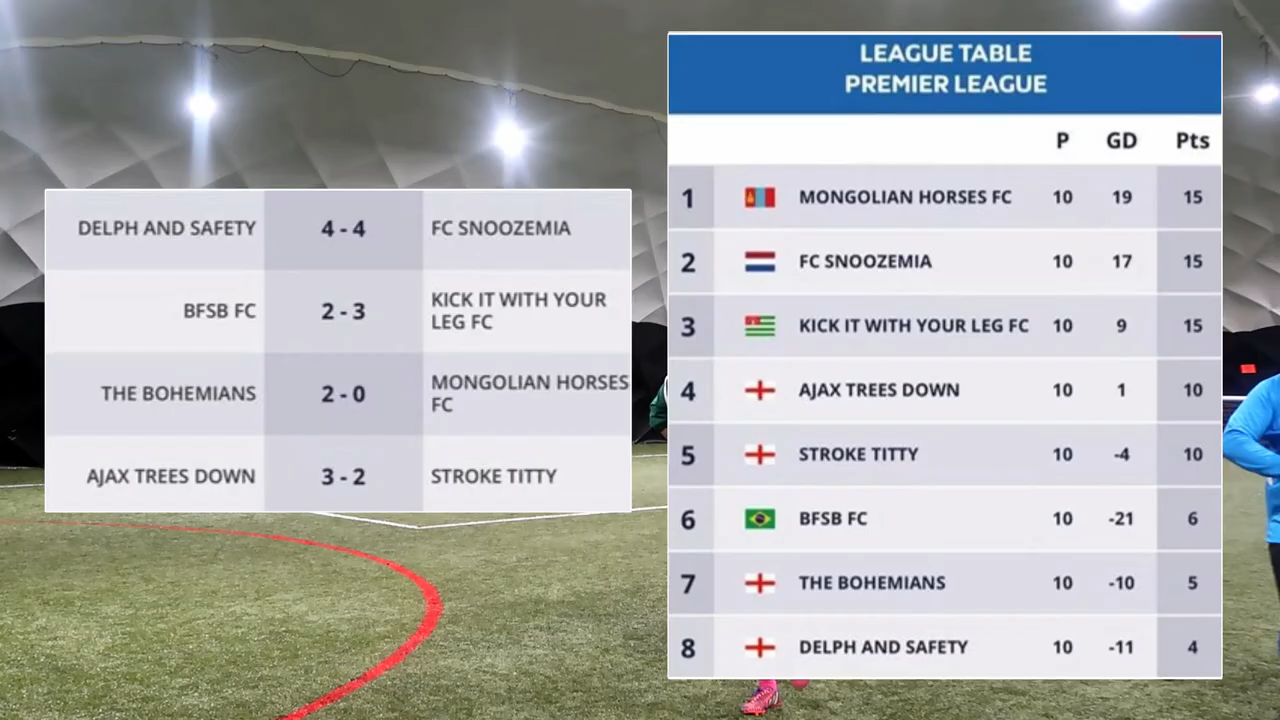 DELPH AND SAFETY 4 - 4 FC SNOOZEMIA
BFSB FC 2 - 3 KICK IT WITH YOUR
LEG FC
THE BOHEMIANS 2 - 0 MONGOLIAN HORSES
FC
AJAX TREES DOWN 3 - 2 STROKE TITTY
LEAGUE TABLE
PREMIER LEAGUE
P GD Pts
1 MONGOLIAN HORSES FC 10 19 15
2 FC SNOOZEMIA 10 17 15
3 KICK IT WITH YOUR LEG FC 10 9 15
4 AJAX TREES DOWN 10 1 10
5 STROKE TITTY 10 -4 10
6 BFSB FC 10 -21 6
7 THE BOHEMIANS 10 -10 5
8 DELPH AND SAFETY 10 -11 4